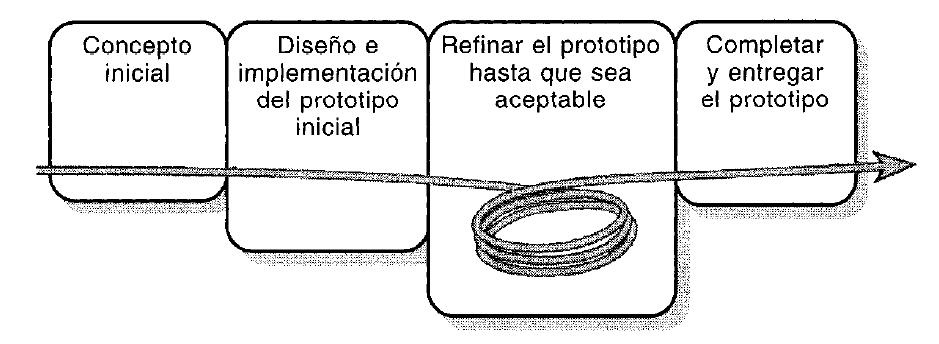 Concepto
inicial
Diseño e
implementación
del prototipo
inicial
Refinar el prototipo
hasta que sea
aceptable
Completar
y entregar
el prototipo